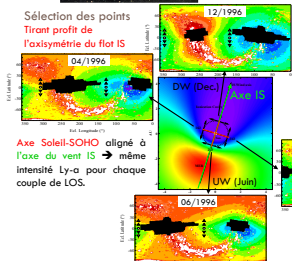 Sélection des points
Tirant profit de
l'axisymétrie du flot IS
12/1996
04/1996
DW (Dec.)
Axe IS
Ecl. Longitude (°)
Axe Soleil-SOHO aligné à
l'axe du vent IS ➔ même
intensité Ly-a pour chaque
couple de LOS.
UW (Juin)
06/1996